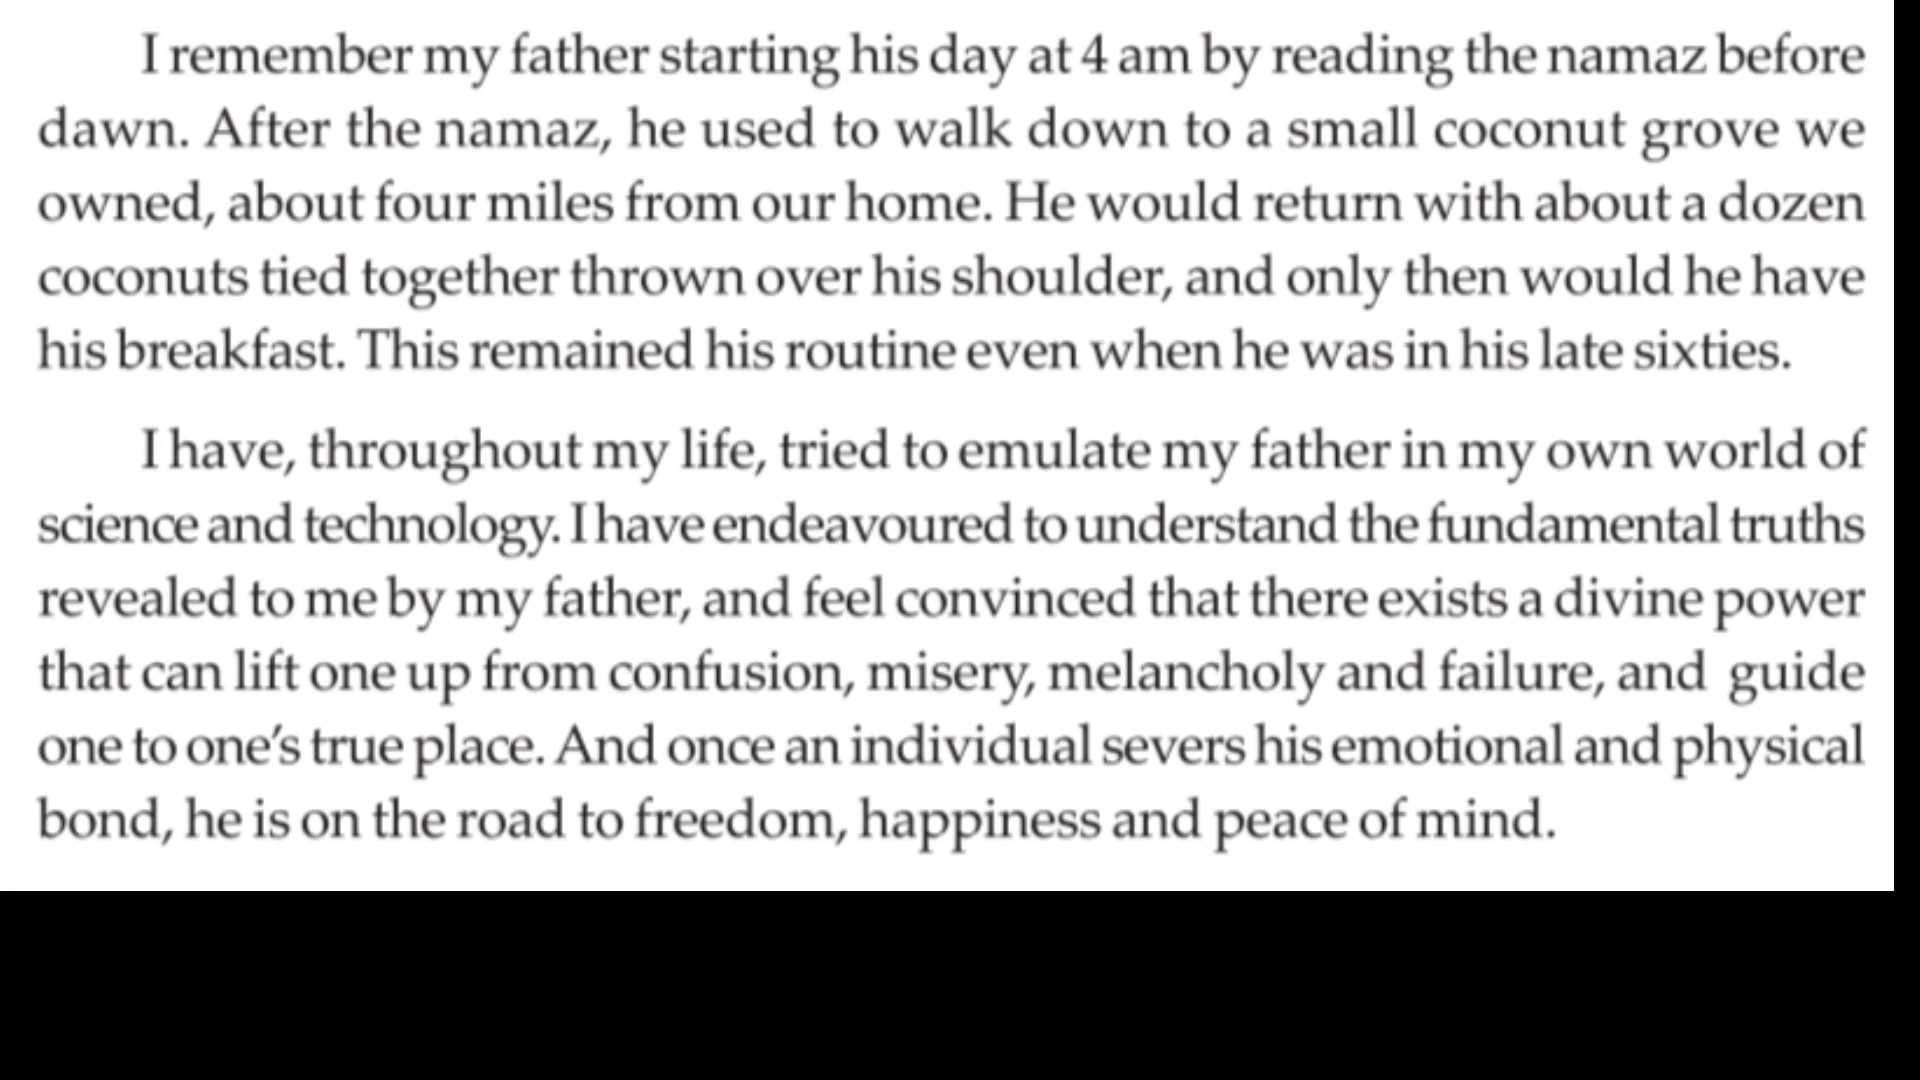 I remember my father starting his day at 4 am by reading the namaz before
dawn. After the namaz, he used to walk down to a small coconut grove we
owned, about four miles from our home. He would return with about a dozen
coconuts tied together thrown over his shoulder, and only then would he have
his breakfast. This remained his routine even when he was in his late sixties.
I have, throughout my life, tried to emulate my father in my own world of
science and technology. I have endeavoured to understand the fundamental truths
revealed to me by my father, and feel convinced that there exists a divine power
that can lift one up from confusion, misery, melancholy and failure, and guide
one to one's true place. And once an individual severs his emotional and physical
bond, he is on the road to freedom, happiness and peace of mind.